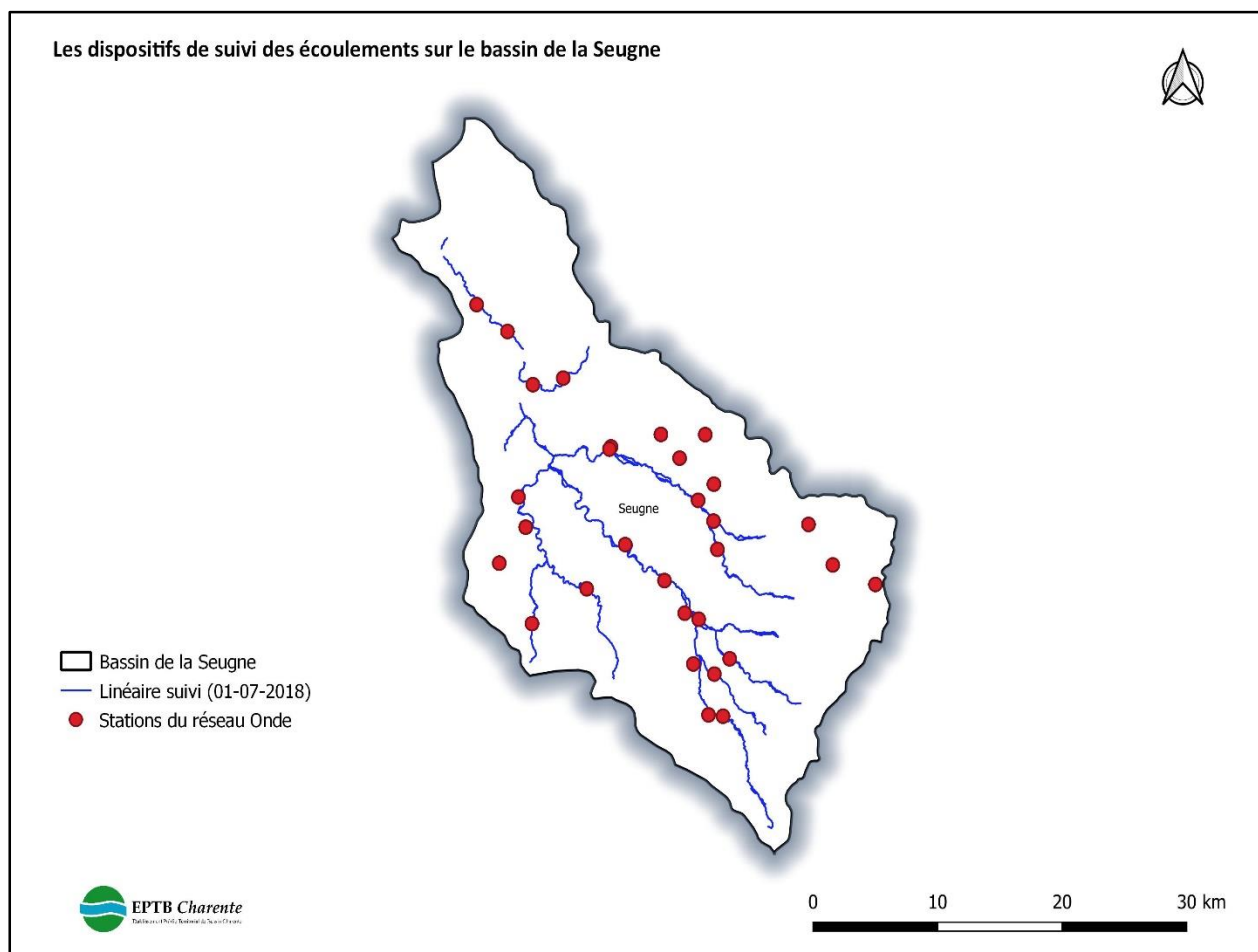 Les dispositifs de suivi des écoulements sur le bassin de la Seugne
Seugne
Bassin de la Seugne
Linéaire suivi (01-07-2018)
Stations du réseau Onde
EPTB Charente
0 10 20 30 km